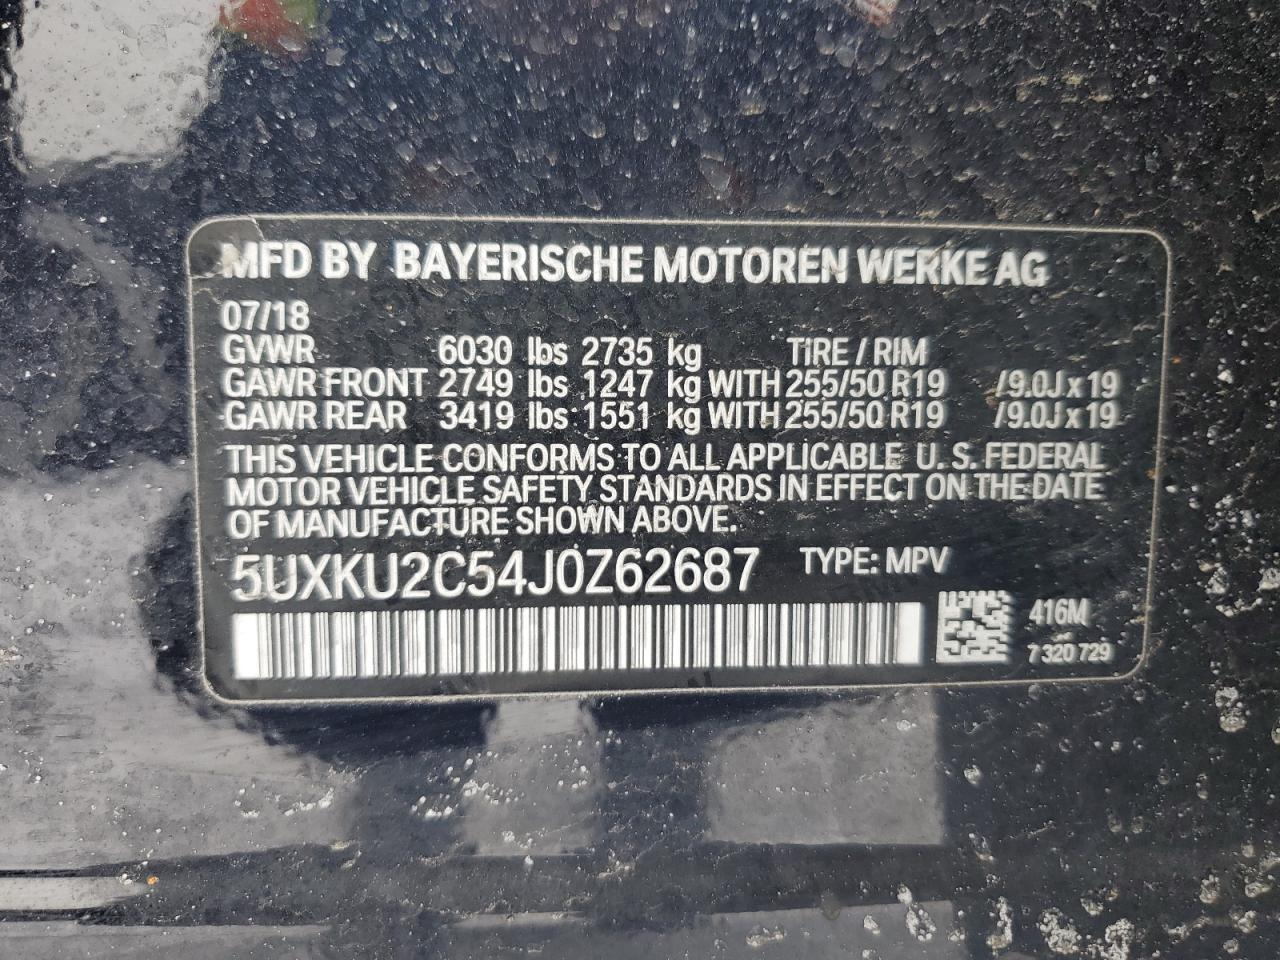 MFD BY BAYERISCHE MOTOREN WERKE AG
07/18
GVWR 6030 lbs 2735 kg TIRE / RIM
GAWR FRONT 2749 lbs 1247 kg WITH 255/50 R19 /9.0J x 19
GAWR REAR 3419 lbs 1551 kg WITH 255/50 R19 /9.0J x 19
THIS VEHICLE CONFORMS TO ALL APPLICABLE U. S. FEDERAL
MOTOR VEHICLE SAFETY STANDARDS IN EFFECT ON THE DATE
OF MANUFACTURE SHOWN ABOVE.
5UXKU2C54J0Z62687 TYPE: MPV
416M
7 320 729